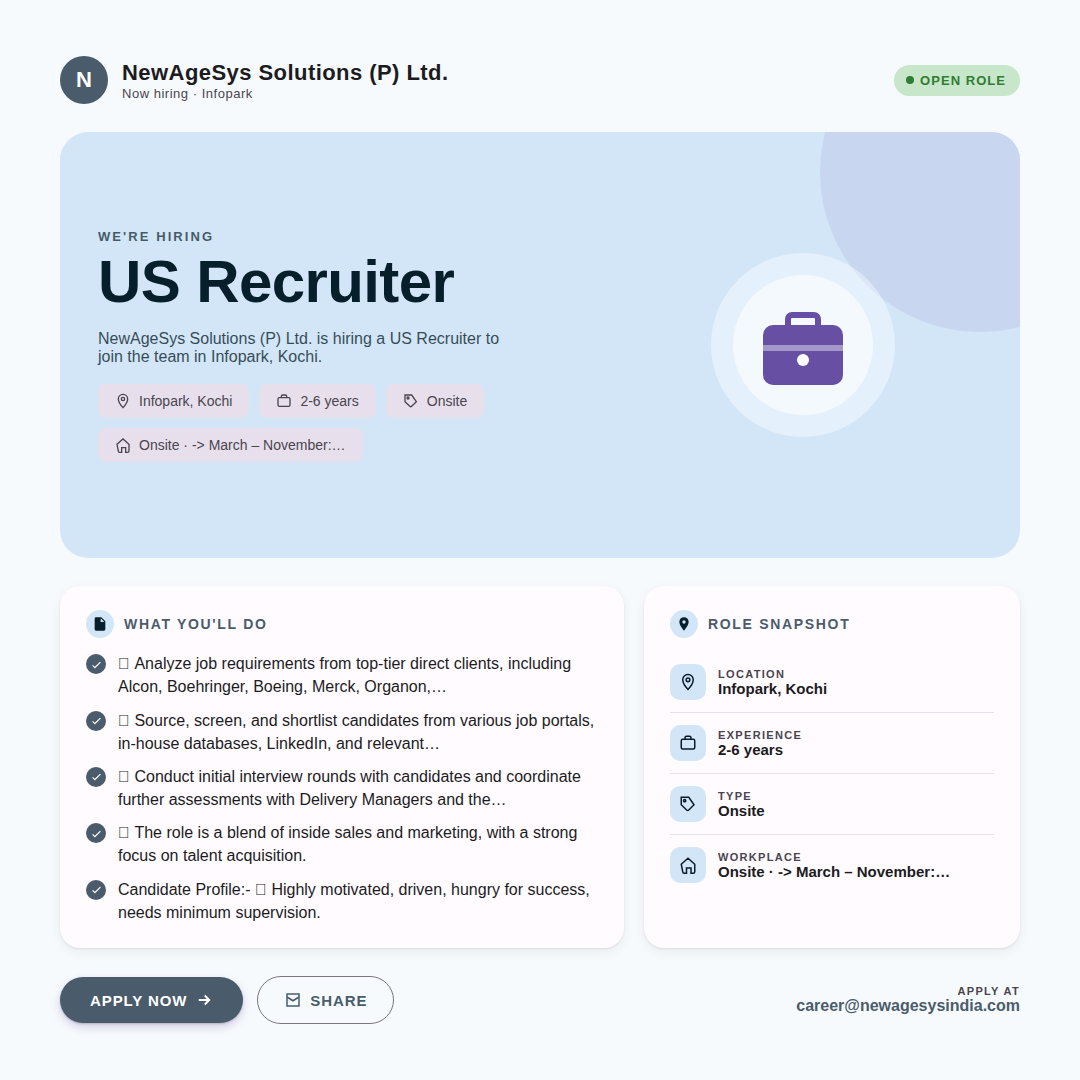 N
NewAgeSys Solutions (P) Ltd.
Now hiring · Infopark
OPEN ROLE
WE'RE HIRING
US Recruiter
NewAgeSys Solutions (P) Ltd. is hiring a US Recruiter to
join the team in Infopark, Kochi.
Infopark, Kochi
2-6 years
Onsite
Onsite · -> March – November:…
WHAT YOU'LL DO
Analyze job requirements from top-tier direct clients, including
Alcon, Boehringer, Boeing, Merck, Organon,…
Source, screen, and shortlist candidates from various job portals,
in-house databases, LinkedIn, and relevant…
Conduct initial interview rounds with candidates and coordinate
further assessments with Delivery Managers and the…
The role is a blend of inside sales and marketing, with a strong
focus on talent acquisition.
Candidate Profile:- Highly motivated, driven, hungry for success,
needs minimum supervision.
ROLE SNAPSHOT
LOCATION
Infopark, Kochi
EXPERIENCE
2-6 years
TYPE
Onsite
WORKPLACE
Onsite · -> March – November:…
APPLY NOW
SHARE
APPLY AT
career@newagesysindia.com